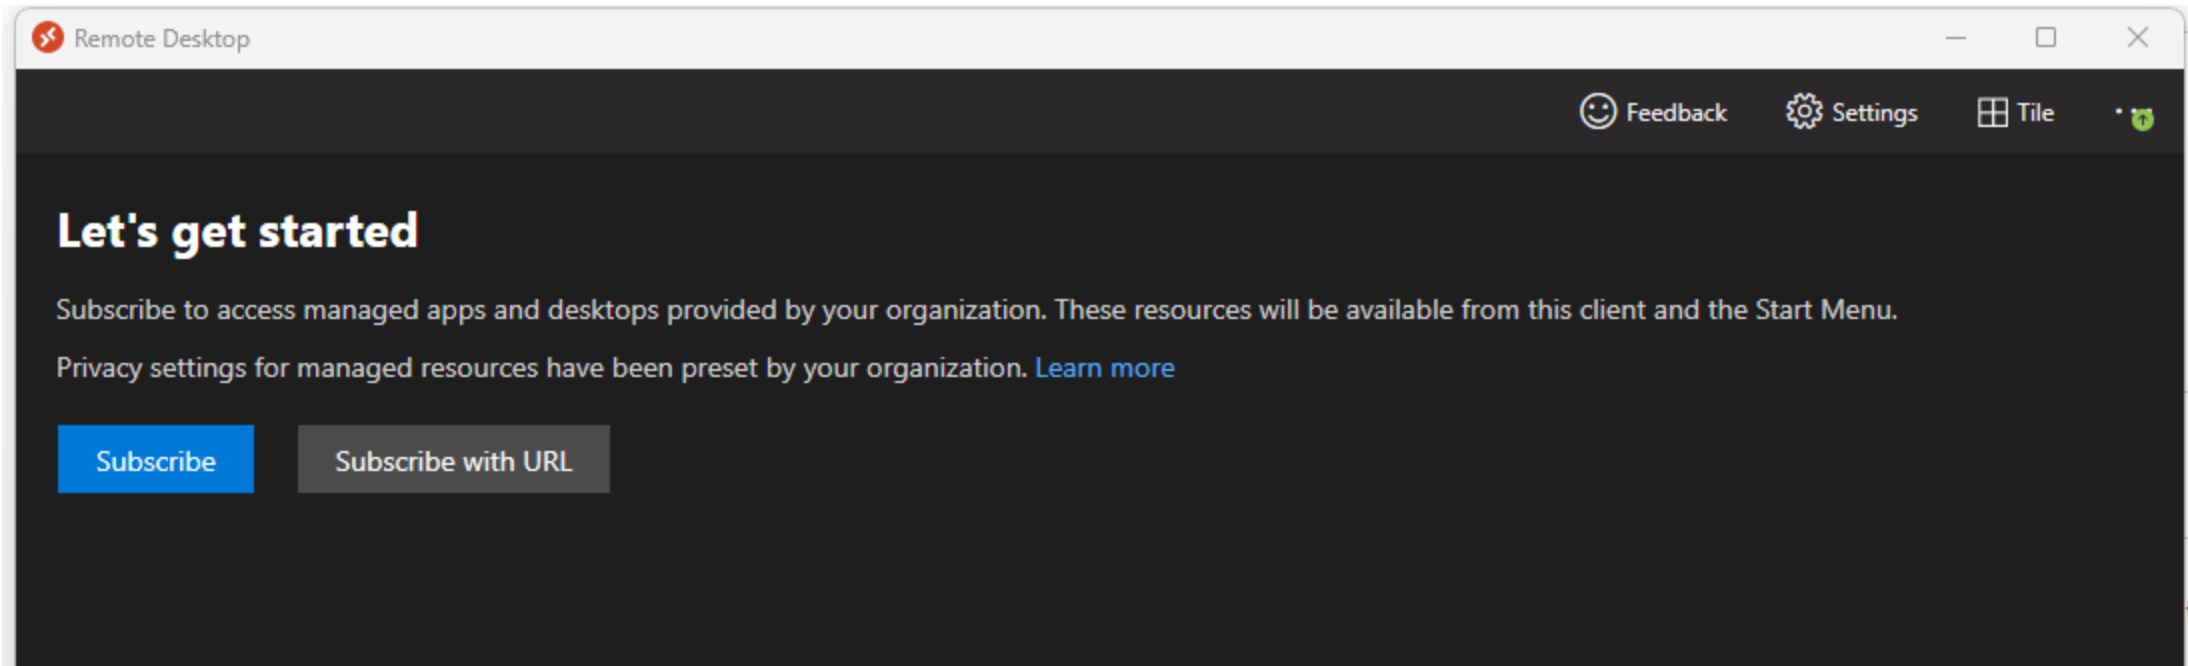 Remote Desktop
Feedback
Settings
Tile
Let's get started
Subscribe to access managed apps and desktops provided by your organization. These resources will be available from this client and the Start Menu.
Privacy settings for managed resources have been preset by your organization. Learn more
Subscribe
Subscribe with URL